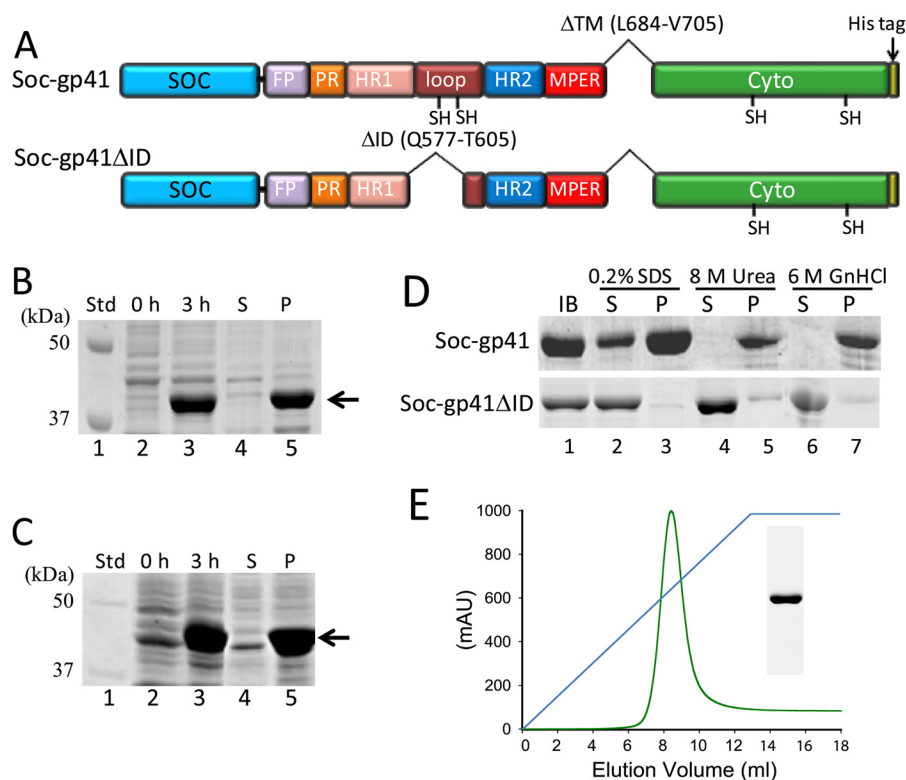 A
ΔTM (L684-V705)
His tag
Soc-gp41
SOC
FP
PR
HR1
loop
HR2
MPER
Cyto
SH
SH
SH
SH
ΔID (Q577-T605)
Soc-gp41ΔID
SOC
FP
PR
HR1
HR2
MPER
Cyto
SH
SH
B
Std 0 h 3 h S P
(kDa)
50
37
1 2 3 4 5
C
Std 0 h 3 h S P
(kDa)
50
37
1 2 3 4 5
D
0.2% SDS 8 M Urea 6 M GnHCl
IB S P S P S P
Soc-gp41
Soc-gp41ΔID
1 2 3 4 5 6 7
E
(mAU)
1000
800
600
400
200
0
0 2 4 6 8 10 12 14 16 18
Elution Volume (ml)